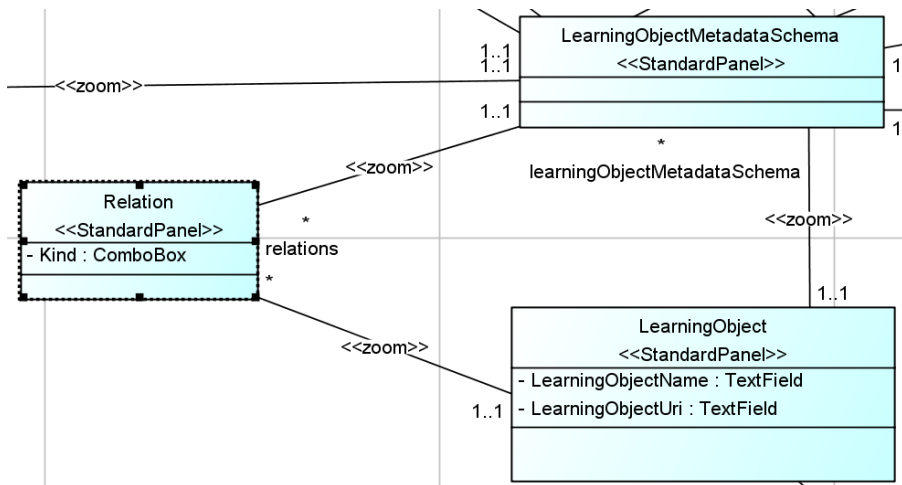 LearningObjectMetadataSchema
<<StandardPanel>>
1..1
1..1
1
<<zoom>>
1..1
1
*
<<zoom>>
learningObjectMetadataSchema
Relation
<<StandardPanel>>
- Kind : ComboBox
*
relations
*
<<zoom>>
1..1
LearningObject
<<StandardPanel>>
<<zoom>>
- LearningObjectName : TextField
- LearningObjectUri : TextField
1..1